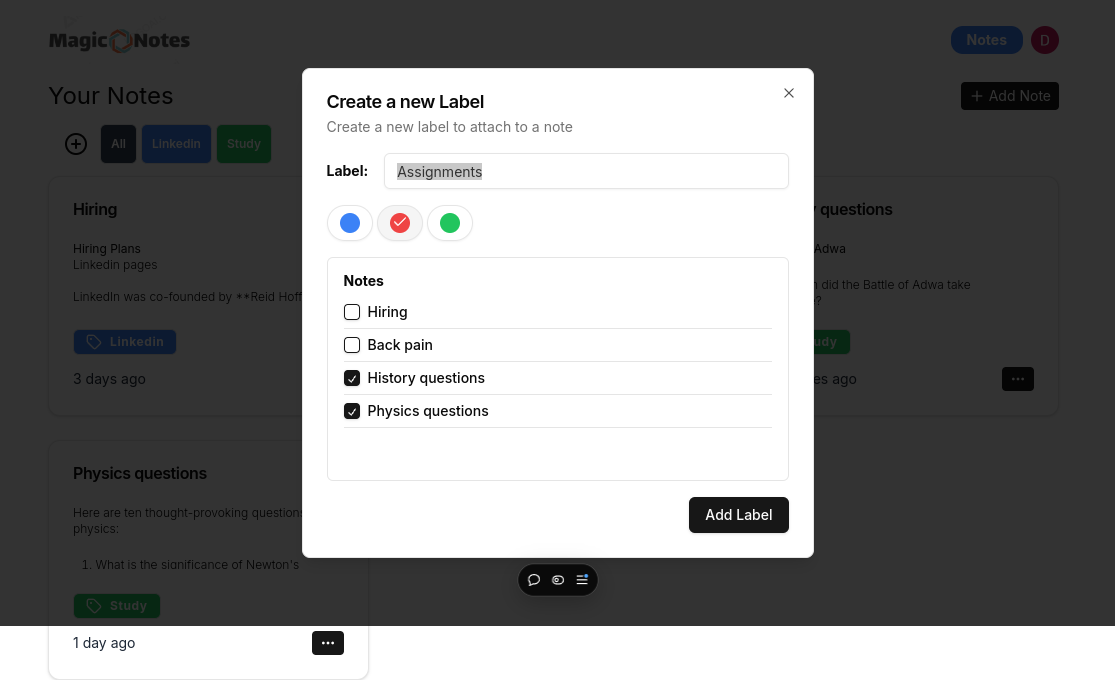 Magic Notes
Notes
D
Your Notes
+ Add Note
All
Linkedin
Study
Hiring
Hiring Plans
Linkedin pages
LinkedIn was co-founded by **Reid Hoff
Linkedin
3 days ago
Create a new Label
Create a new label to attach to a note
Label:
Assignments
Notes
Hiring
Back pain
History questions
Physics questions
Add Label
questions
Adwa
did the Battle of Adwa take
ago
Physics questions
Here are ten thought-provoking questions
physics:
1. What is the significance of Newton's
Study
1 day ago